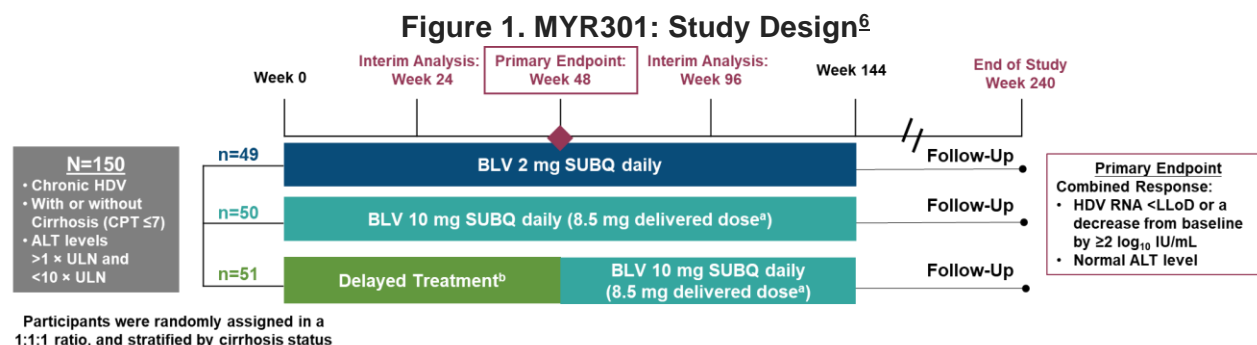 Figure 1. MYR301: Study Design6
Week 0
Interim Analysis:
Week 24
Primary Endpoint:
Week 48
Interim Analysis:
Week 96
Week 144
End of Study
Week 240
N=150
• Chronic HDV
• With or without
Cirrhosis (CPT ≤7)
• ALT levels
>1 × ULN and
<10 × ULN
n=49
BLV 2 mg SUBQ daily
Follow-Up
n=50
BLV 10 mg SUBQ daily (8.5 mg delivered doseᵃ)
Follow-Up
n=51
Delayed Treatmentᵇ
BLV 10 mg SUBQ daily
(8.5 mg delivered doseᵃ)
Follow-Up
Primary Endpoint
Combined Response:
• HDV RNA <LLoD or a
decrease from baseline
by ≥2 log₁₀ IU/mL
• Normal ALT level
Participants were randomly assigned in a
1:1:1 ratio, and stratified by cirrhosis status